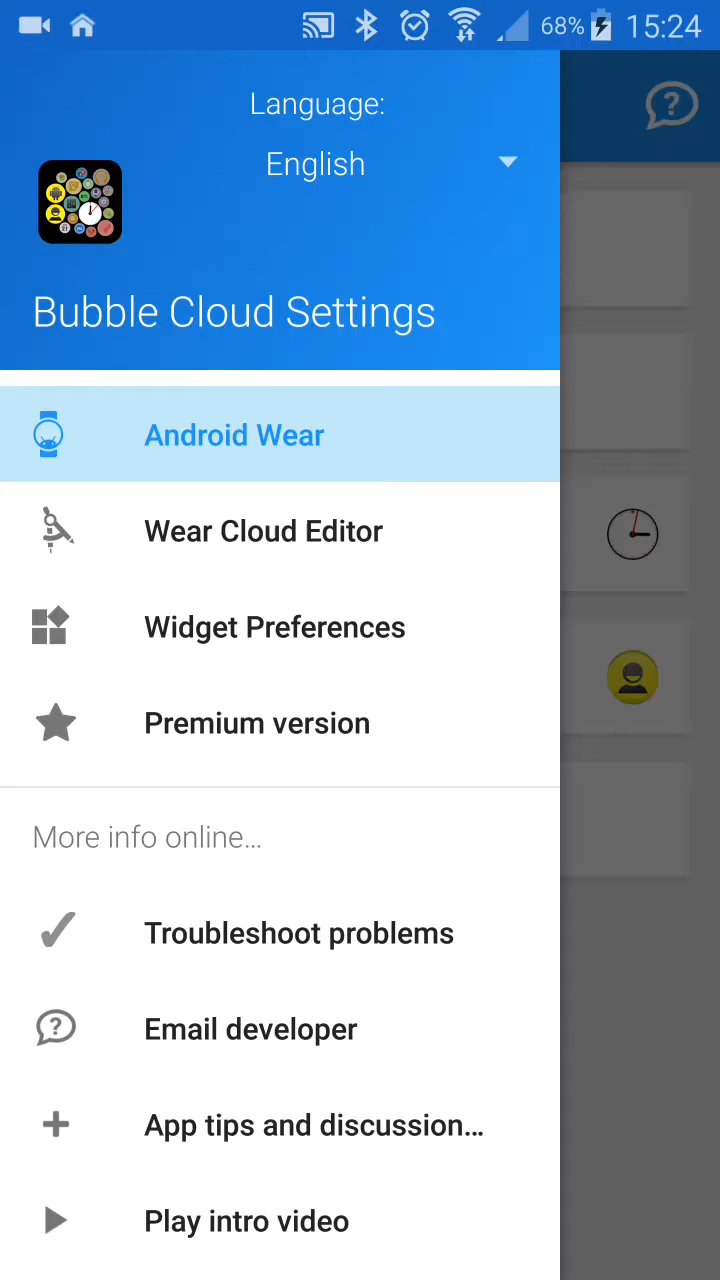 68% 15:24
Language:
English
Bubble Cloud Settings
Android Wear
Wear Cloud Editor
Widget Preferences
Premium version
More info online...
Troubleshoot problems
Email developer
App tips and discussion...
Play intro video